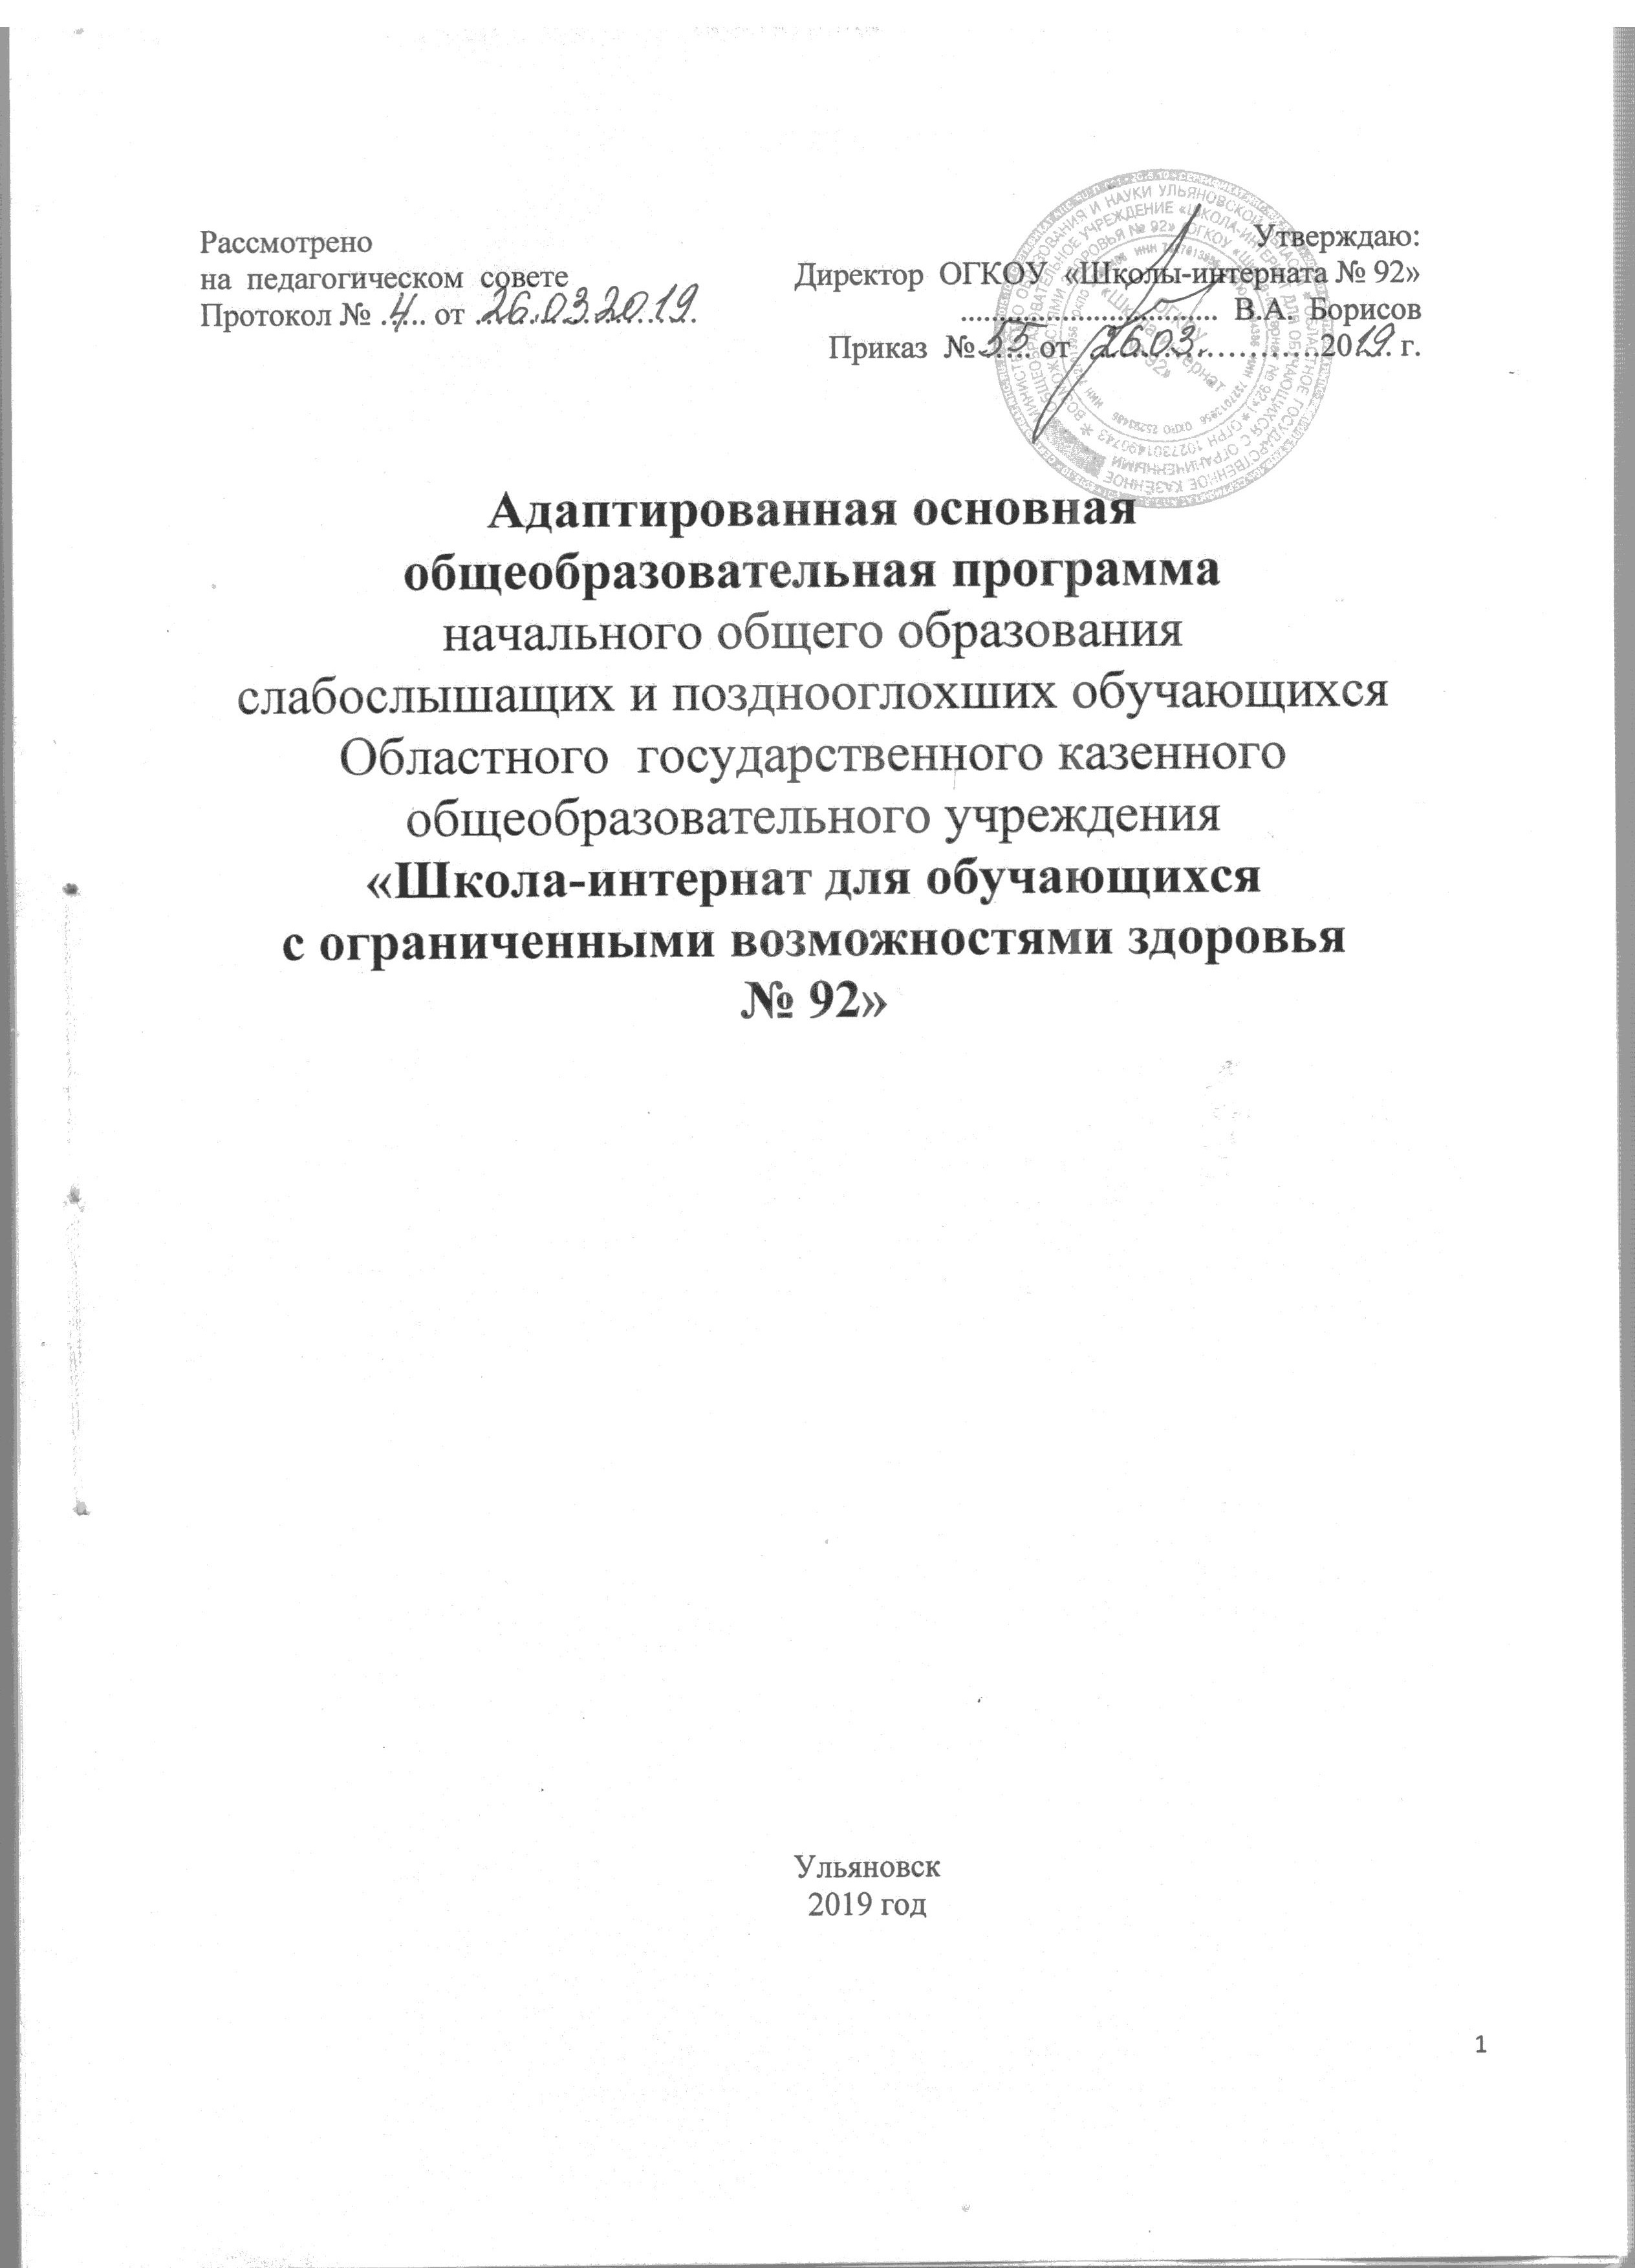 Рассмотрено
на педагогическом совете
Протокол № 4 от 26.03.2019.
Утверждаю:
Директор ОГКОУ «Школы-интерната № 92»
................................. В.А. Борисов
Приказ № 55 от 26.03. 2019 г.
Адаптированная основная
общеобразовательная программа
начального общего образования
слабослышащих и позднооглохших обучающихся
Областного государственного казенного
общеобразовательного учреждения
«Школа-интернат для обучающихся
с ограниченными возможностями здоровья
№ 92»
Ульяновск
2019 год
1